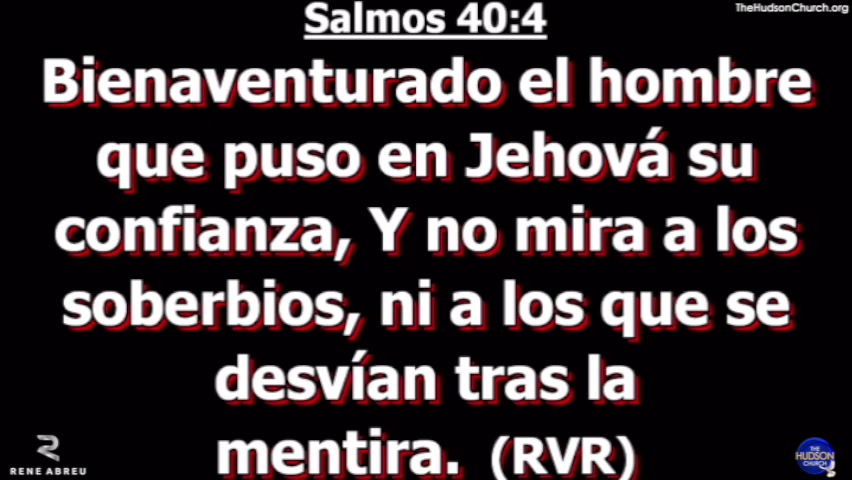 TheHudsonChurch.org
Salmos 40:4
Bienaventurado el hombre
que puso en Jehová su
confianza, Y no mira a los
soberbios, ni a los que se
desvían tras la
mentira. (RVR)
RENE ABREU
THE
HUDSON
CHURCH